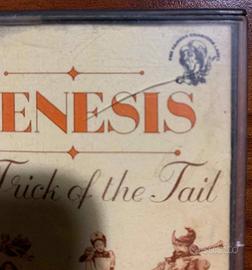 ENESIS
Trick of the Tail